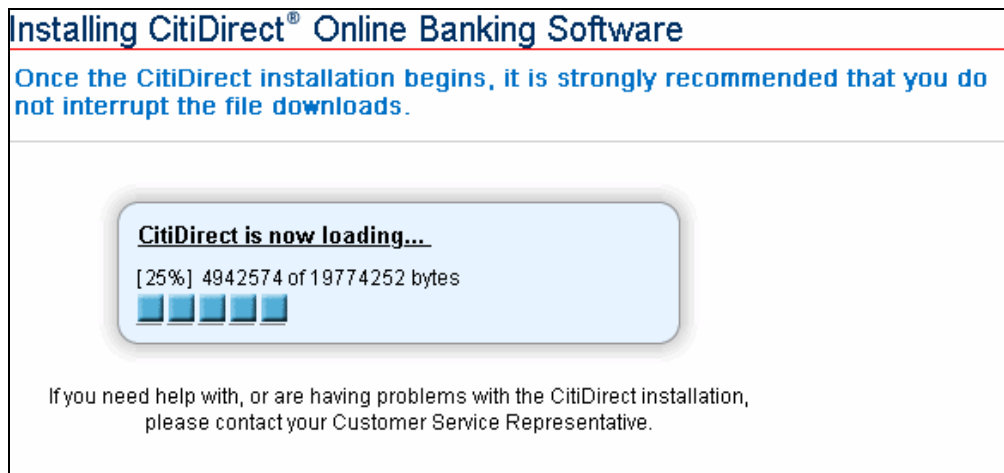 Installing CitiDirect® Online Banking Software
Once the CitiDirect installation begins, it is strongly recommended that you do
not interrupt the file downloads.
CitiDirect is now loading...
[25%] 4942574 of 19774252 bytes
If you need help with, or are having problems with the CitiDirect installation,
please contact your Customer Service Representative.